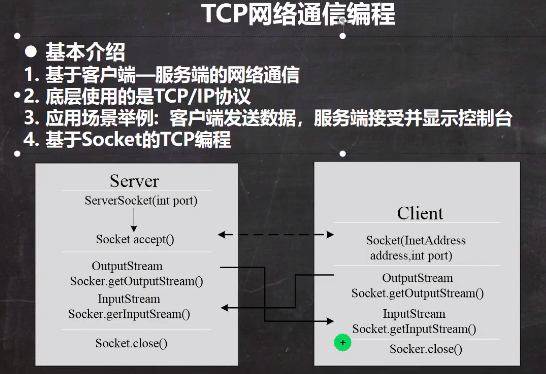 TCP网络通信编程
● 基本介绍
1. 基于客户端—服务端的网络通信
2. 底层使用的是TCP/IP协议
3. 应用场景举例: 客户端发送数据，服务端接受并显示控制台
4. 基于Socket的TCP编程
Server
ServerSocket(int port)
Socket accept()
OutputStream
Socker.getOutputStream()
InputStream
Socker.gerInputSream()
Socket.close()
Client
Socket(InetAddress
address,int port)
OutputStream
Socket.getOutputStream()
InputStream
Socket.getInputStream()
Socker.close()